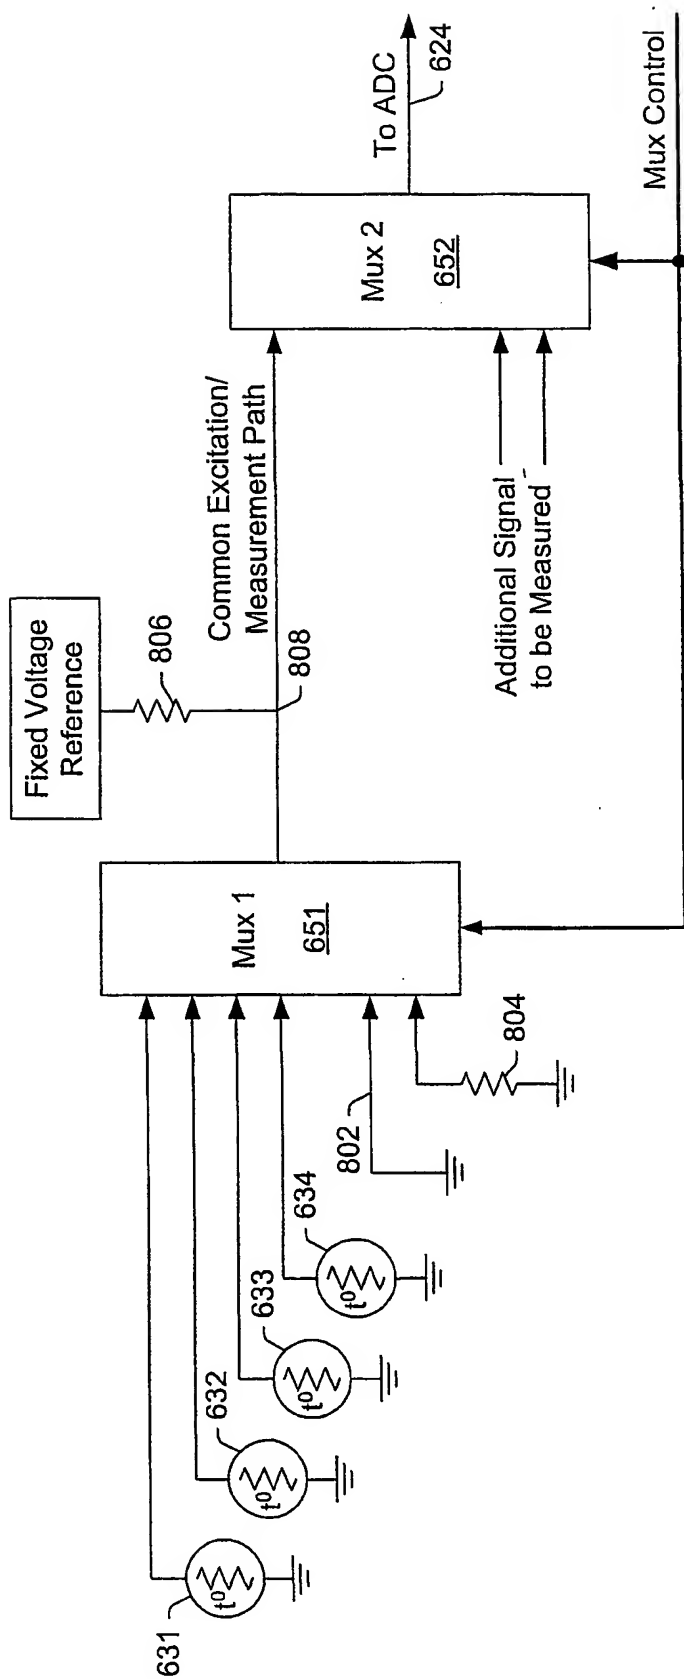 631
t⁰
632
t⁰
633
t⁰
634
t⁰
802
804
Mux 1
651
Fixed Voltage
Reference
806
808
Common Excitation/
Measurement Path
Additional Signal
to be Measured
Mux 2
652
To ADC
624
Mux Control